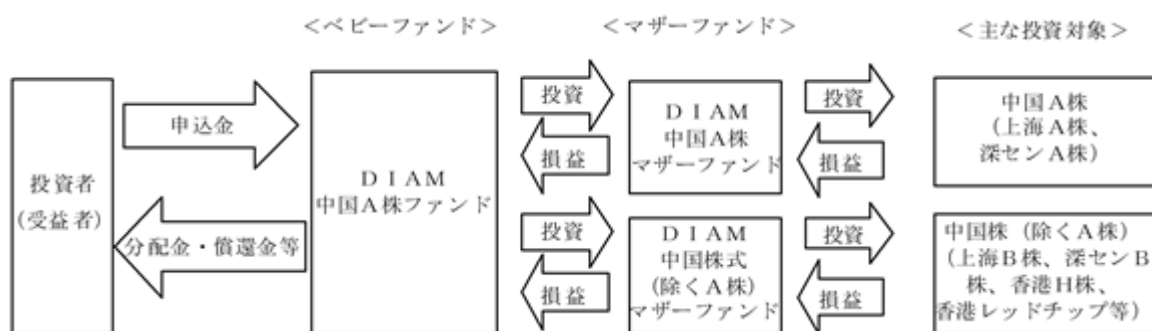 ＜ベビーファンド＞
＜マザーファンド＞
＜主な投資対象＞
投資者
(受益者)
申込金
分配金・償還金等
ＤＩＡＭ
中国Ａ株ファンド
投資
損益
投資
損益
ＤＩＡＭ
中国Ａ株
マザーファンド
ＤＩＡＭ
中国株式
(除くＡ株)
マザーファンド
投資
損益
投資
損益
中国Ａ株
(上海Ａ株、
深センＡ株)
中国株（除くＡ株）
(上海Ｂ株、深センＢ
株、香港Ｈ株、
香港レッドチップ等)